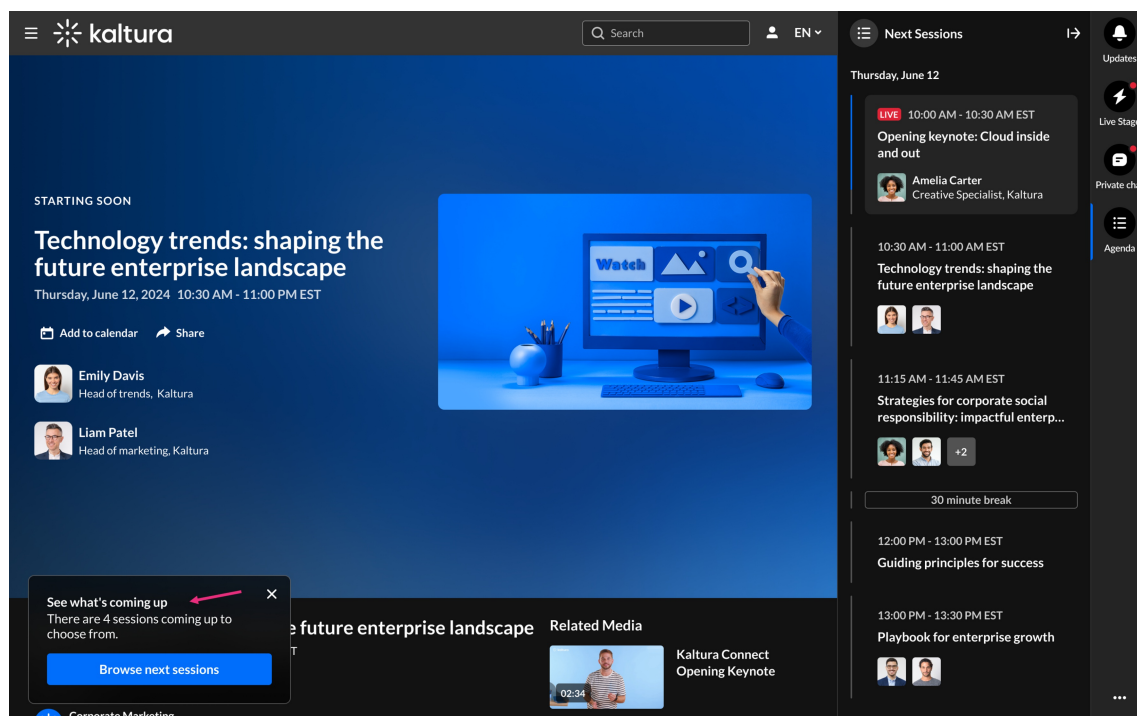 kaltura
Search
EN
STARTING SOON
Technology trends: shaping the
future enterprise landscape
Thursday, June 12, 2024 10:30 AM - 11:00 PM EST
Add to calendar
Share
Emily Davis
Head of trends, Kaltura
Liam Patel
Head of marketing, Kaltura
Watch
See what's coming up
There are 4 sessions coming up to
choose from.
Browse next sessions
future enterprise landscape
Corporate Marketing
Related Media
02:34
Kaltura Connect
Opening Keynote
Next Sessions
Thursday, June 12
LIVE 10:00 AM - 10:30 AM EST
Opening keynote: Cloud inside
and out
Amelia Carter
Creative Specialist, Kaltura
10:30 AM - 11:00 AM EST
Technology trends: shaping the
future enterprise landscape
11:15 AM - 11:45 AM EST
Strategies for corporate social
responsibility: impactful enterp...
+2
30 minute break
12:00 PM - 13:00 PM EST
Guiding principles for success
13:00 PM - 13:30 PM EST
Playbook for enterprise growth
Updates
Live Stage
Private cha
Agenda